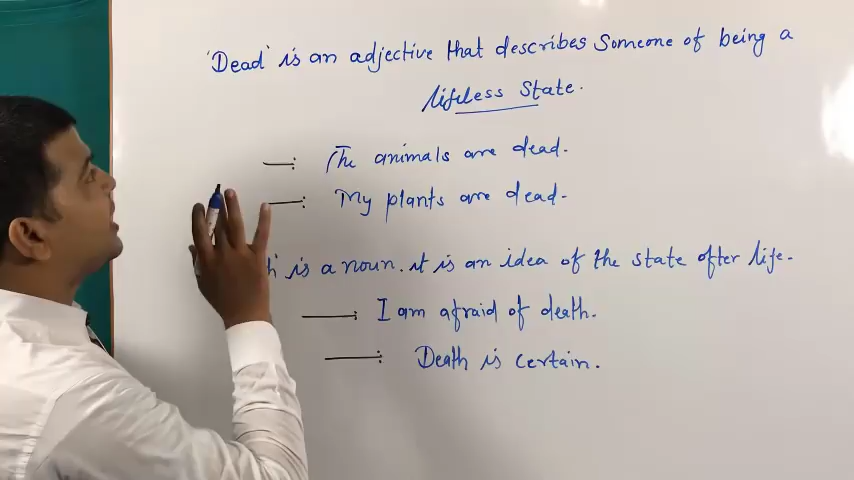 'Dead' is an adjective that describes Someone of being a
lifeless State.
The animals are dead.
My plants are dead.
is a noun. it is an idea of the state after life.
I am afraid of death.
Death is certain.